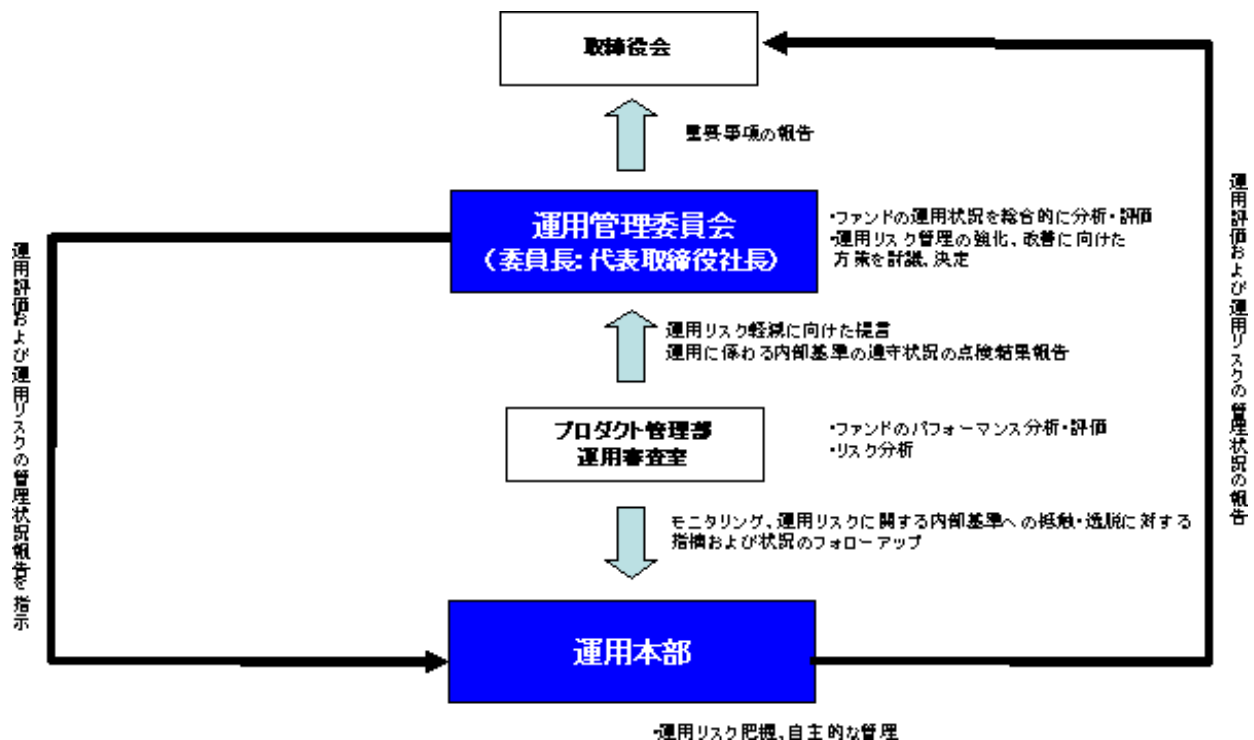 取締役会
重要事項の報告
運用管理委員会
（委員長：代表取締役社長）
・ファンドの運用状況を総合的に分析・評価
・運用リスク管理の強化、改善に向けた
方策を討議、決定
運用リスク軽減に向けた提言
運用に係わる内部基準の遵守状況の点検結果報告
プロダクト管理部
運用審査室
・ファンドのパフォーマンス分析・評価
・リスク分析
モニタリング、運用リスクに関する内部基準への抵触・逸脱に対する
指摘および状況のフォローアップ
運用本部
・運用リスク把握、自主的な管理
運用評価および運用リスクの管理状況報告を指示
運用評価および運用リスクの管理状況の報告